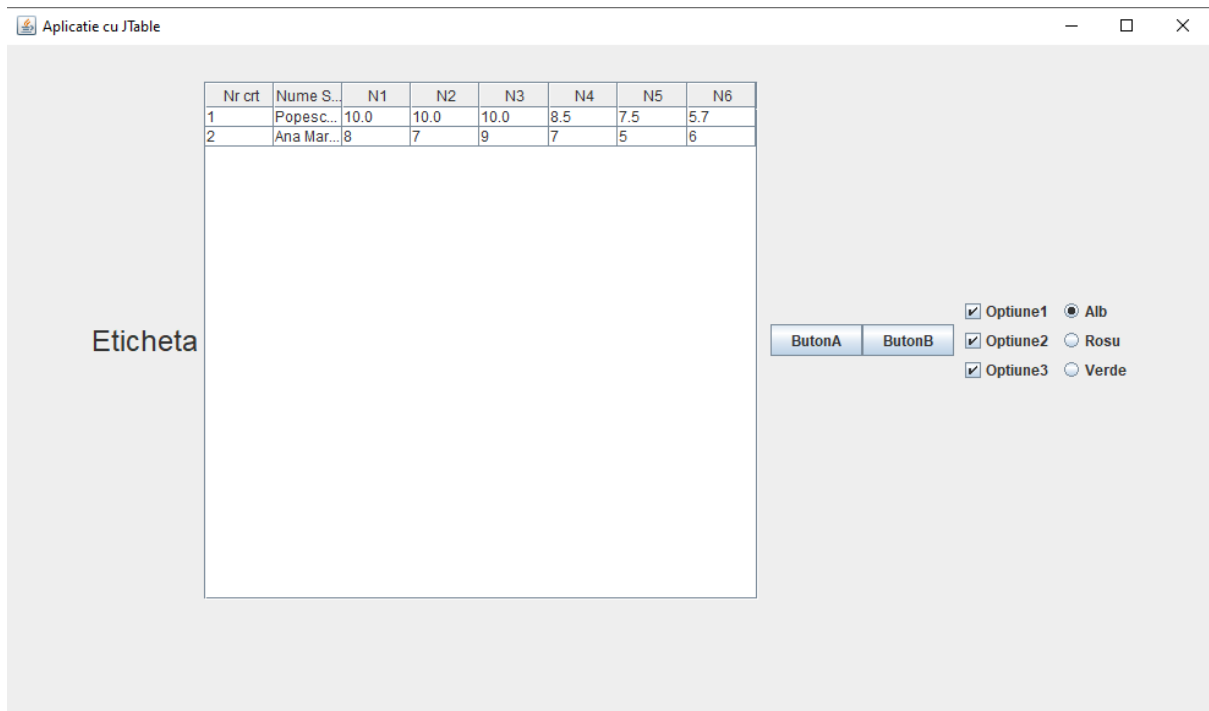 Aplicatie cu JTable
Nr crt Nume S... N1 N2 N3 N4 N5 N6
1 Popesc... 10.0 10.0 10.0 8.5 7.5 5.7
2 Ana Mar... 8 7 9 7 5 6
Optiune1 Alb
Eticheta ButonA ButonB Optiune2 Rosu
Optiune3 Verde